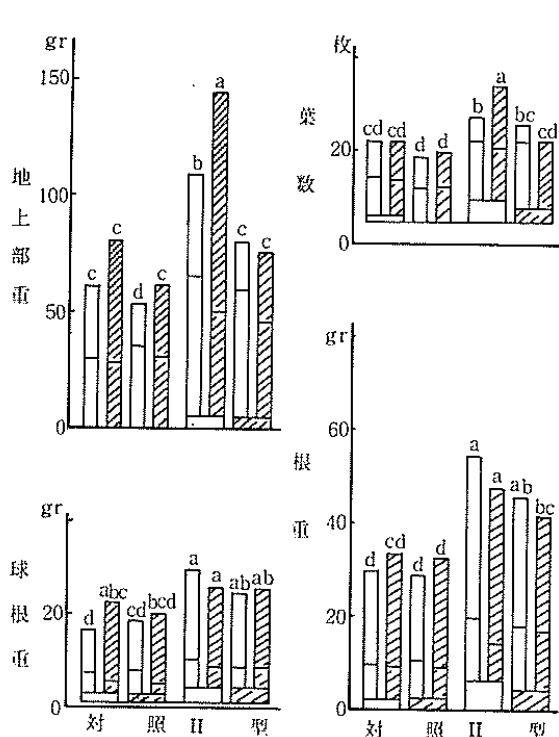 gr
150
100
50
0
地上部重
c c d c b a c c
枚
20
0
葉数
cd cd d d b a bc cd
gr
20
0
球根重
d abc cd bcd a a ab ab
対 照 II 型
gr
60
40
20
0
根重
d cd d d a a ab bc
対 照 II 型